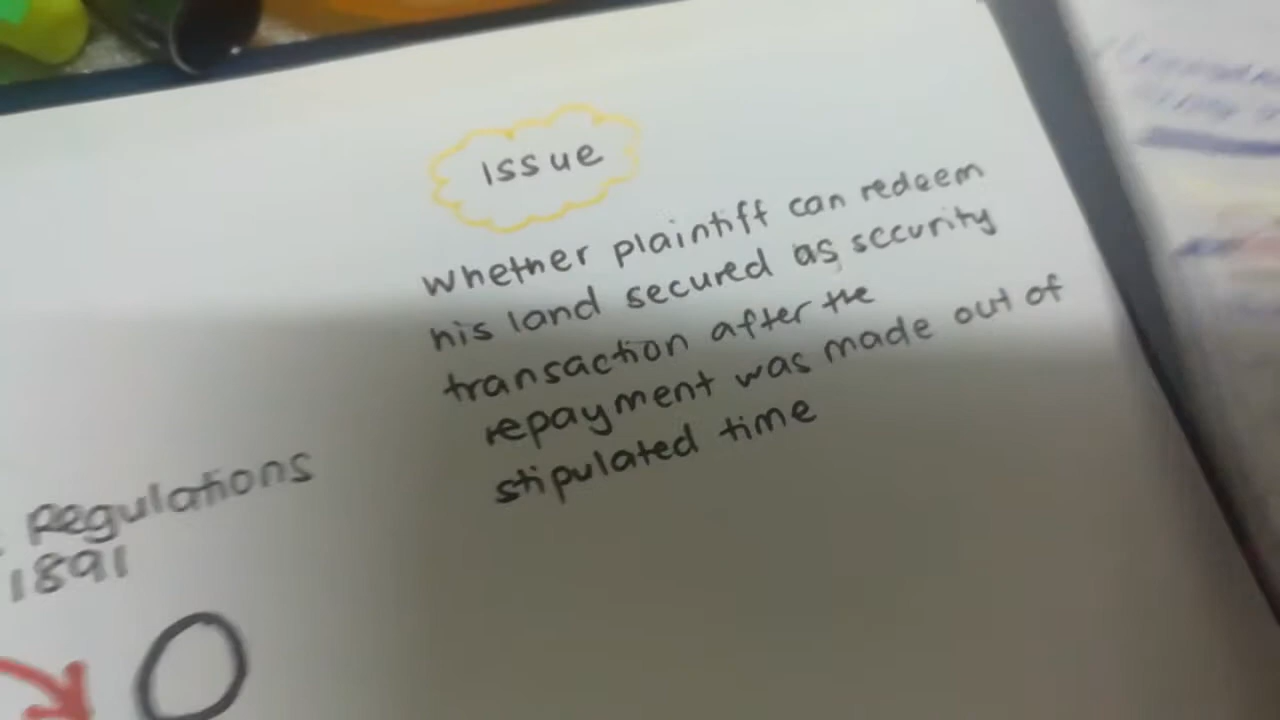 Issue
Whether plaintiff can redeem
his land secured as security
transaction after the
repayment was made out of
stipulated time
Regulations
1891